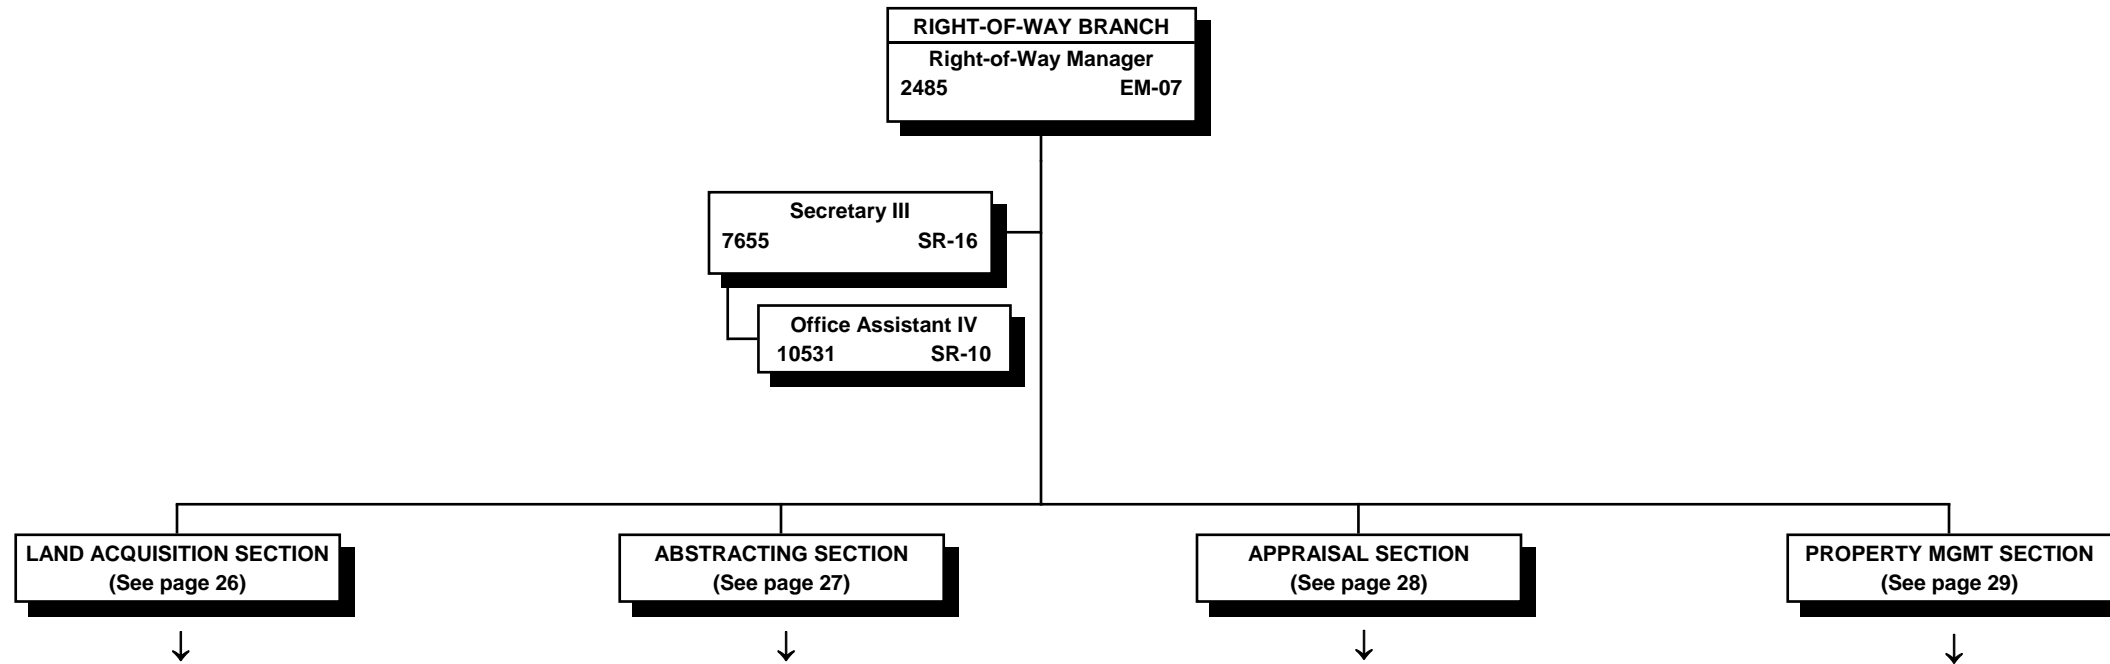 RIGHT-OF-WAY BRANCH
Right-of-Way Manager
2485 EM-07
Secretary III
7655 SR-16
Office Assistant IV
10531 SR-10
LAND ACQUISITION SECTION
(See page 26)
ABSTRACTING SECTION
(See page 27)
APPRAISAL SECTION
(See page 28)
PROPERTY MGMT SECTION
(See page 29)